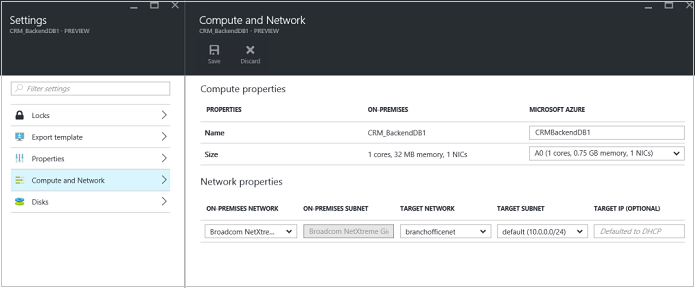 Settings
CRM_BackendDB1 - PREVIEW
Filter settings
Locks
Export template
Properties
Compute and Network
Disks
Compute and Network
CRM_BackendDB1 - PREVIEW
Save Discard
Compute properties
PROPERTIES ON-PREMISES MICROSOFT AZURE
Name CRM_BackendDB1 CRMBackendDB1
Size 1 cores, 32 MB memory, 1 NICs A0 (1 cores, 0.75 GB memory, 1 NICs)
Network properties
ON-PREMISES NETWORK ON-PREMISES SUBNET TARGET NETWORK TARGET SUBNET TARGET IP (OPTIONAL)
Broadcom NetXtre... Broadcom NetXtreme Gi branchofficenet default (10.0.0.0/24) Defaulted to DHCP